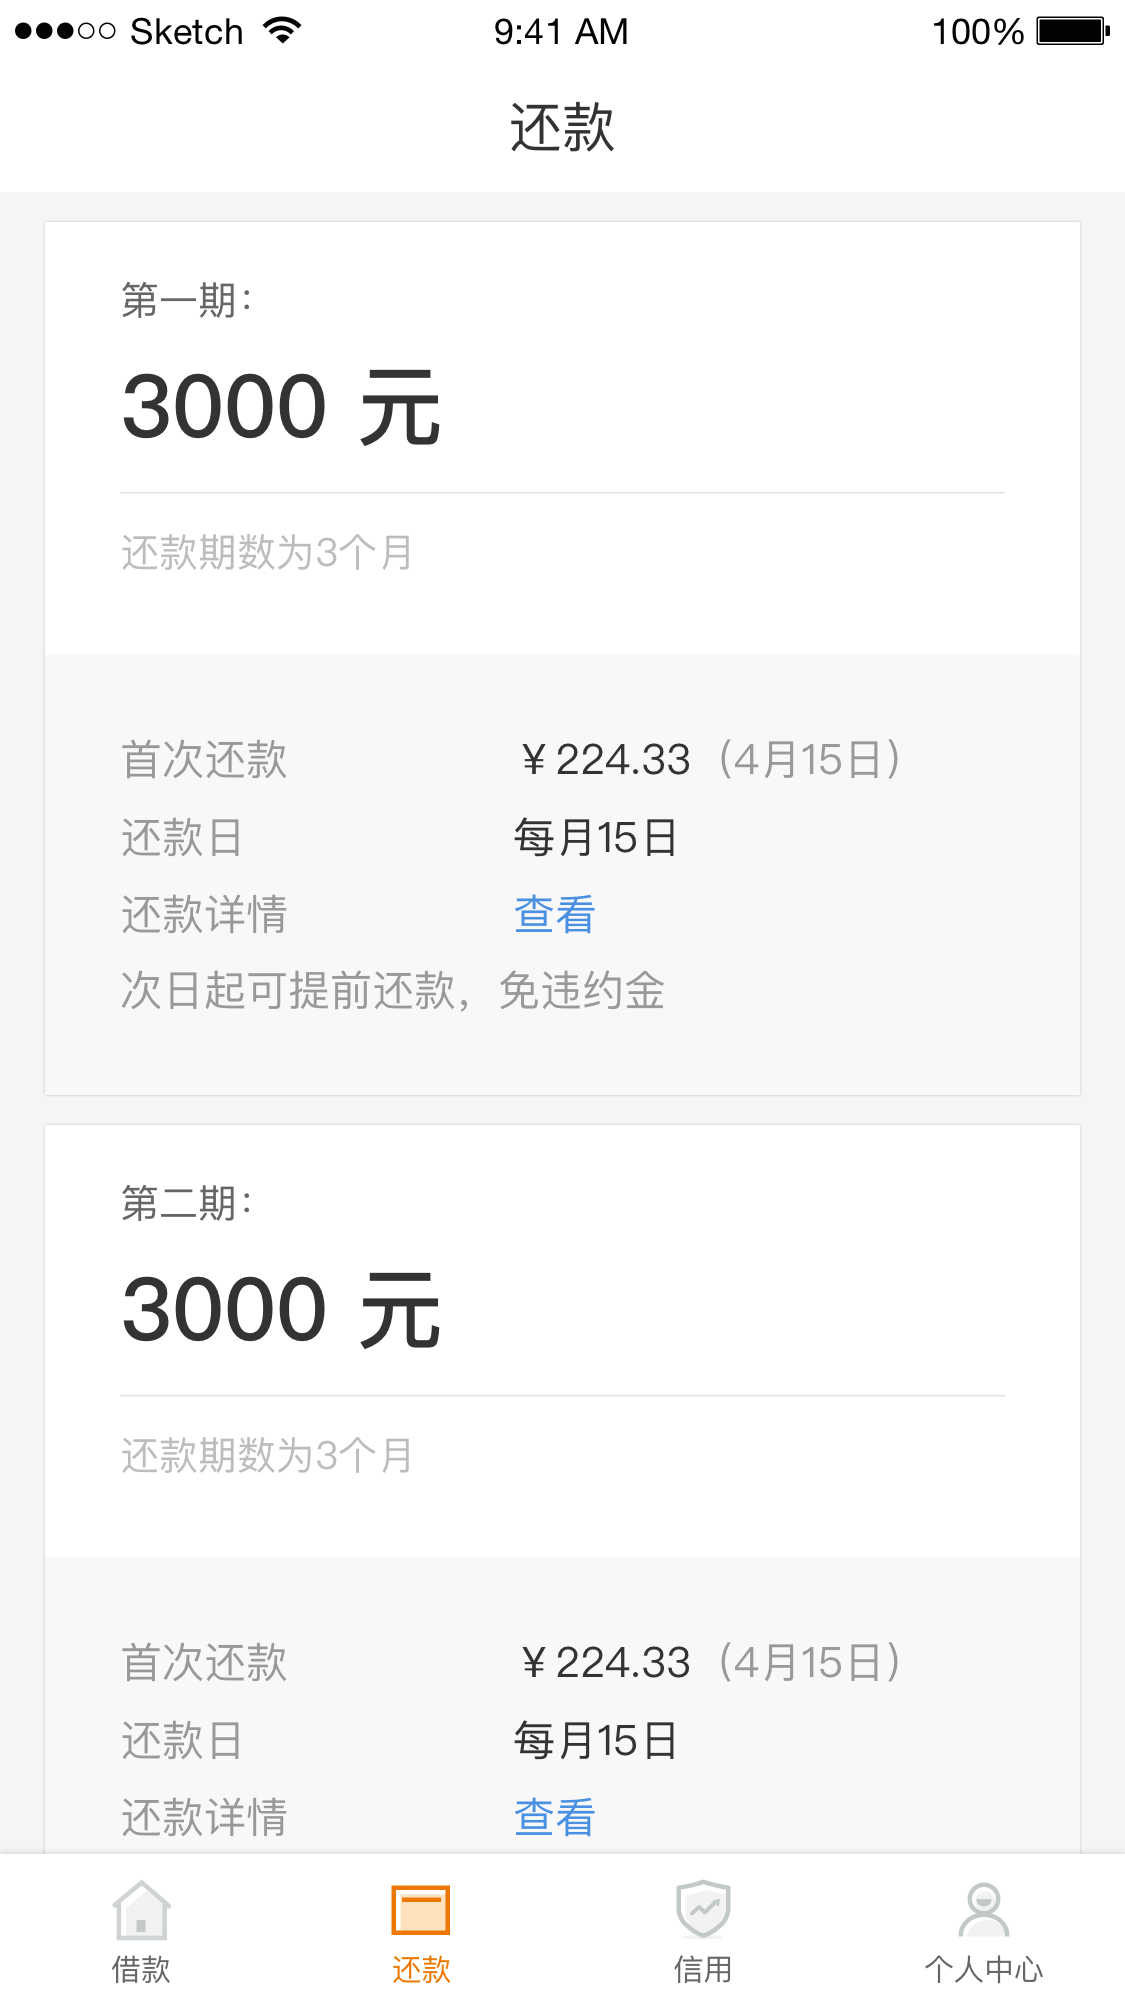 Sketch 9:41 AM 100%
还款
第一期：
3000 元
还款期数为3个月
首次还款 ￥224.33（4月15日）
还款日 每月15日
还款详情 查看
次日起可提前还款，免违约金
第二期：
3000 元
还款期数为3个月
首次还款 ￥224.33（4月15日）
还款日 每月15日
还款详情 查看
借款 还款 信用 个人中心